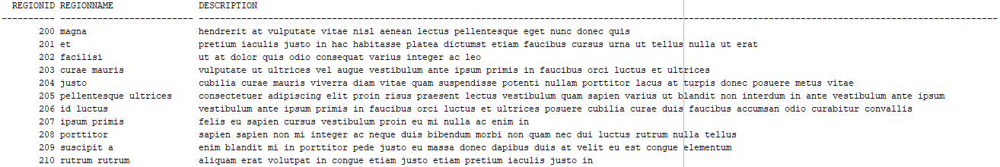 REGIONID REGIONNAME DESCRIPTION
---------- ------------------------- ------------------------------------------------------------------------------------------------------------------------------------------------------
200 magna hendrerit at vulputate vitae nisl aenean lectus pellentesque eget nunc donec quis
201 et pretium iaculis justo in hac habitasse platea dictumst etiam faucibus cursus urna ut tellus nulla ut erat
202 facilisi ut at dolor quis odio consequat varius integer ac leo
203 curae mauris vulputate ut ultrices vel augue vestibulum ante ipsum primis in faucibus orci luctus et ultrices
204 justo cubilia curae mauris viverra diam vitae quam suspendisse potenti nullam porttitor lacus at turpis donec posuere metus vitae
205 pellentesque ultrices consectetuer adipiscing elit proin risus praesent lectus vestibulum quam sapien varius ut blandit non interdum in ante vestibulum ante ipsum
206 id luctus vestibulum ante ipsum primis in faucibus orci luctus et ultrices posuere cubilia curae duis faucibus accumsan odio curabitur convallis
207 ipsum primis felis eu sapien cursus vestibulum proin eu mi nulla ac enim in
208 porttitor sapien sapien non mi integer ac neque duis bibendum morbi non quam nec dui luctus rutrum nulla tellus
209 suscipit a enim blandit mi in porttitor pede justo eu massa donec dapibus duis at velit eu est congue elementum
210 rutrum rutrum aliquam erat volutpat in congue etiam justo etiam pretium iaculis justo in